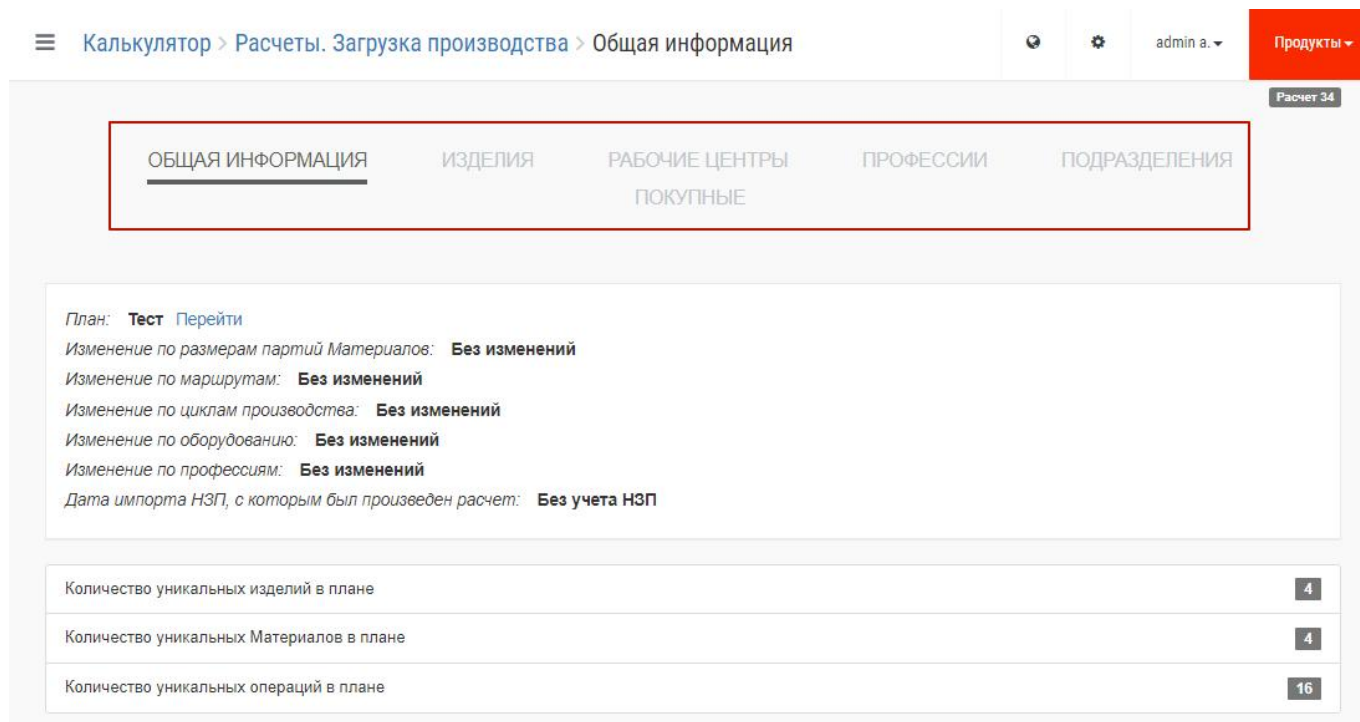 Калькулятор > Расчеты. Загрузка производства > Общая информация admin a. Продукты
Расчет 34
ОБЩАЯ ИНФОРМАЦИЯ ИЗДЕЛИЯ РАБОЧИЕ ЦЕНТРЫ ПРОФЕССИИ ПОДРАЗДЕЛЕНИЯ
ПОКУПНЫЕ
План: Тест Перейти
Изменение по размерам партий Материалов: Без изменений
Изменение по маршрутам: Без изменений
Изменение по циклам производства: Без изменений
Изменение по оборудованию: Без изменений
Изменение по профессиям: Без изменений
Дата импорта НЗП, с которым был произведен расчет: Без учета НЗП
Количество уникальных изделий в плане 4
Количество уникальных Материалов в плане 4
Количество уникальных операций в плане 16